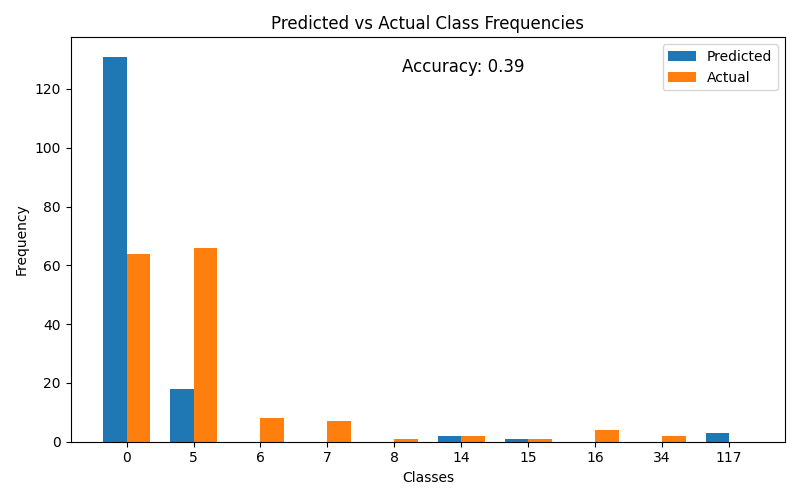 Predicted vs Actual Class Frequencies
Accuracy: 0.39
Predicted
Actual
Frequency
120
100
80
60
40
20
0
0 5 6 7 8 14 15 16 34 117
Classes